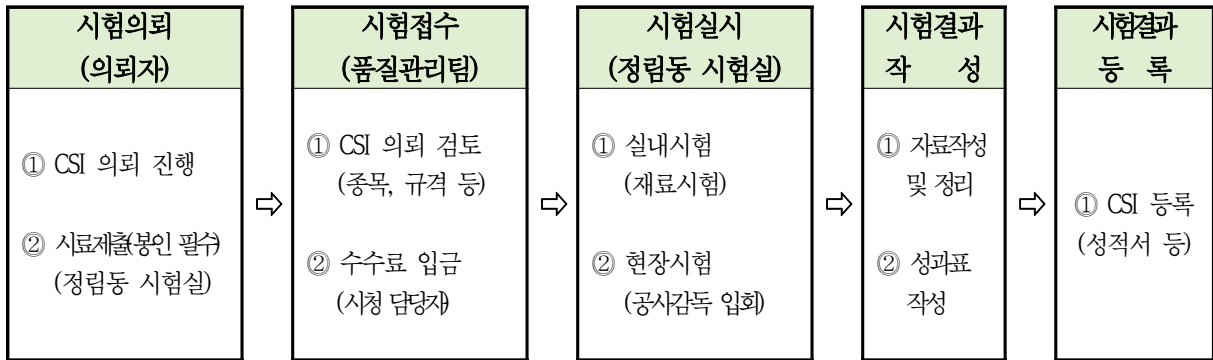 시험의뢰
(의뢰자)
① CSI 의뢰 진행
② 시료제출(봉인 필수)
(정림동 시험실)
⇨
시험접수
(품질관리팀)
① CSI 의뢰 검토
(종목, 규격 등)
② 수수료 입금
(시청 담당자)
⇨
시험실시
(정림동 시험실)
① 실내시험
(재료시험)
② 현장시험
(공사감독 입회)
⇨
시험결과
작 성
① 자료작성
및 정리
② 성과표
작성
⇨
시험결과
등 록
① CSI 등록
(성적서 등)